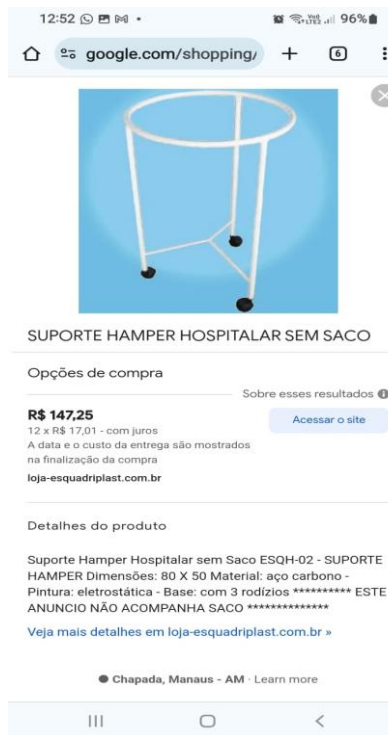 12:52
Vo)) LTE2 96%
google.com/shopping/
6
SUPORTE HAMPER HOSPITALAR SEM SACO
Opções de compra
Sobre esses resultados
R$ 147,25
Acessar o site
12 x R$ 17,01 - com juros
A data e o custo da entrega são mostrados
na finalização da compra
loja-esquadriplast.com.br
Detalhes do produto
Suporte Hamper Hospitalar sem Saco ESQH-02 - SUPORTE
HAMPER Dimensões: 80 X 50 Material: aço carbono -
Pintura: eletrostática - Base: com 3 rodízios ********** ESTE
ANUNCIO NÃO ACOMPANHA SACO **************
Veja mais detalhes em loja-esquadriplast.com.br »
Chapada, Manaus - AM · Learn more